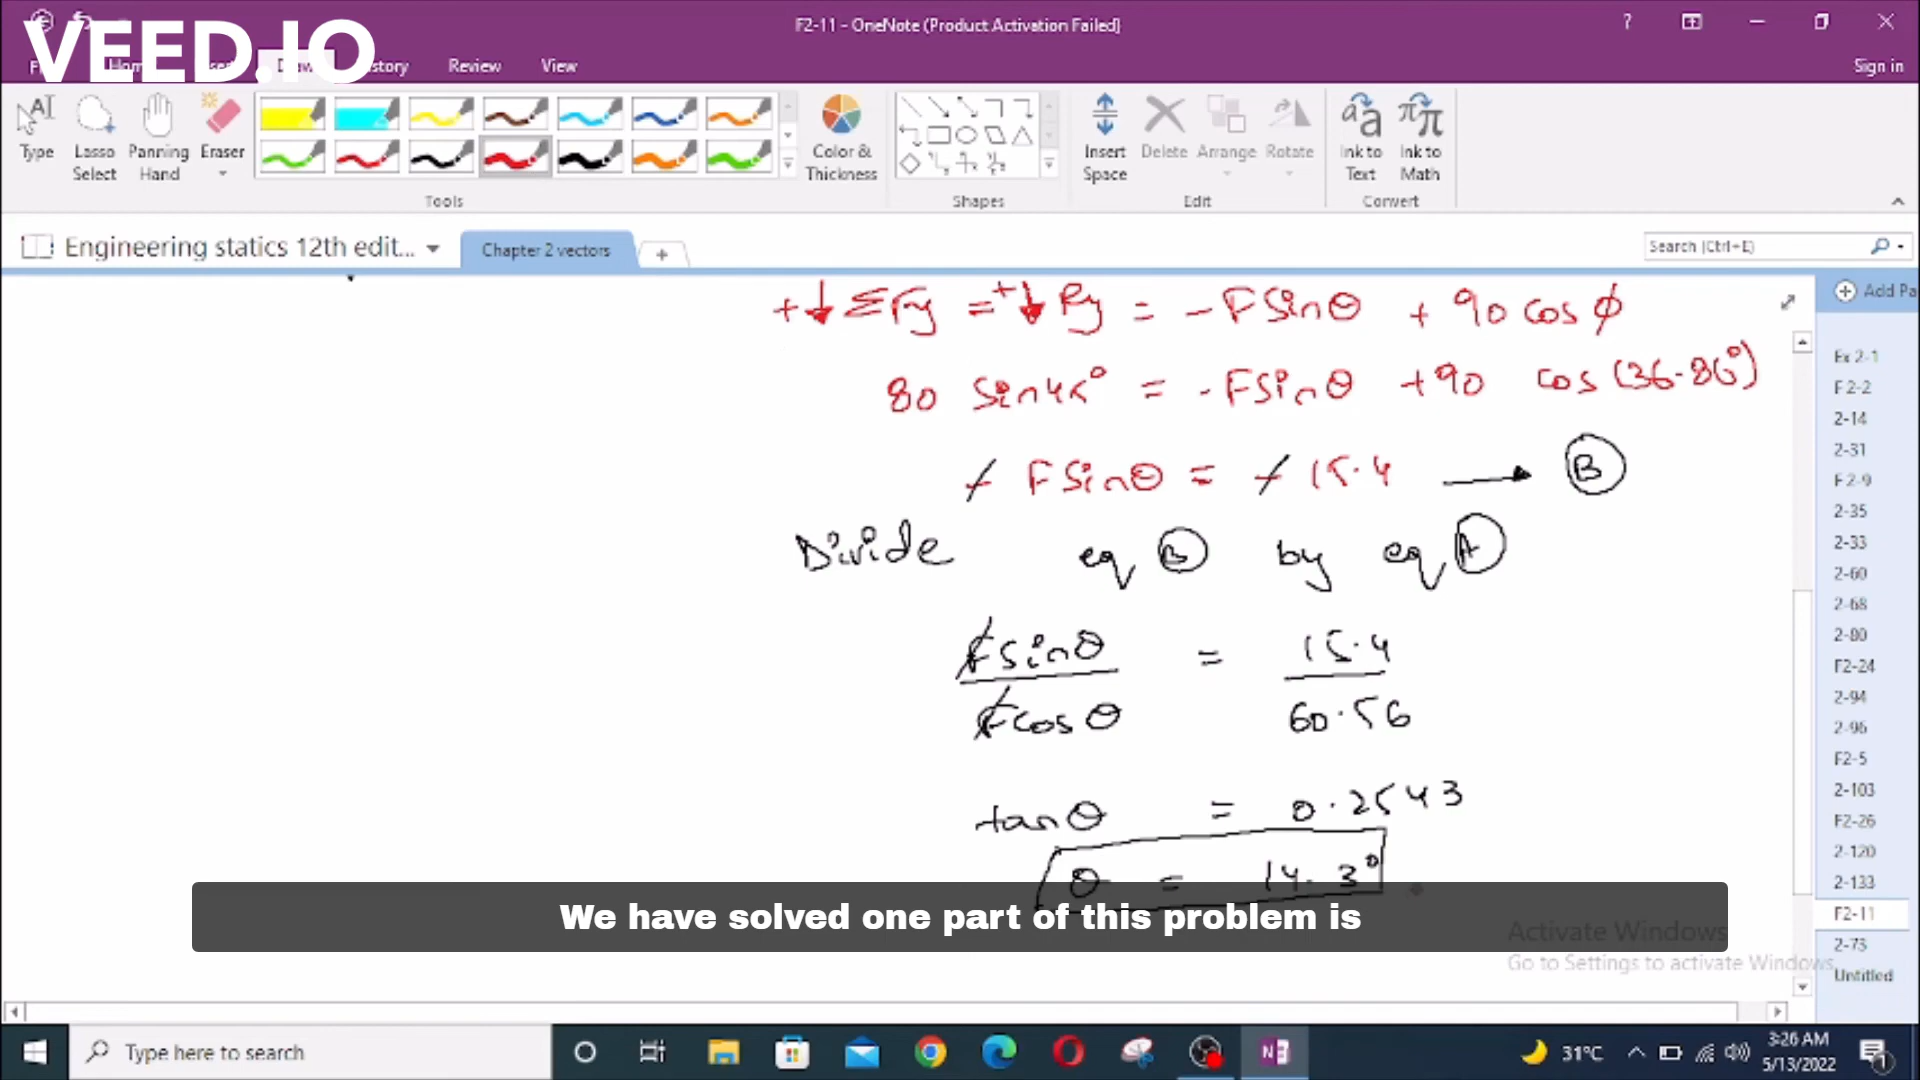 F2-11 - OneNote (Product Activation Failed)
VEED.IO
Review
View
Sign in
Type
Lasso Select
Panning Hand
Eraser
Color & Thickness
Insert Space
Delete
Arrange
Rotate
Ink to Text
Ink to Math
Tools
Shapes
Edit
Convert
Engineering statics 12th edit...
Chapter 2 vectors
Search (Ctrl+E)
+↓ ΣFy = +↓ Ry = -F sinθ + 90 cos ϕ
80 sin45° = -Fsinθ +90 cos (36.86°)
- Fsinθ = - 15.4 → B
Divide eq B by eq A
Fsinθ = 15.4
Fcosθ 60.56
tanθ = 0.2543
θ = 14.3°
We have solved one part of this problem is
Activate Windows
Go to Settings to activate Windows.
Add Pa
Ex 2-1
F 2-2
2-14
2-31
F 2-9
2-35
2-33
2-60
2-68
2-80
F2-24
2-94
2-96
F2-5
2-103
F2-26
2-120
2-133
F2-11
2-73
Untitled
Type here to search
31°C
3:26 AM
5/13/2022
1